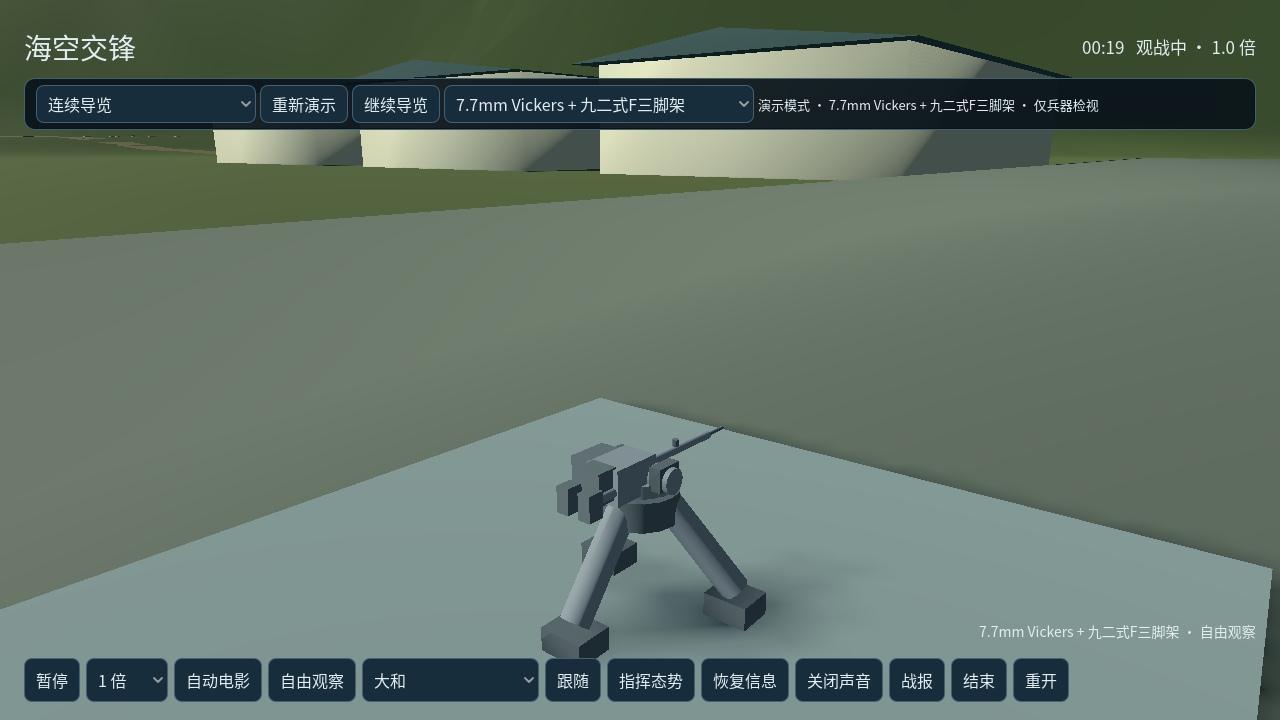 海空交锋
00:19 观战中 · 1.0 倍
连续导览 重新演示 继续导览 7.7mm Vickers + 九二式F三脚架 演示模式 · 7.7mm Vickers + 九二式F三脚架 · 仅兵器检视
7.7mm Vickers + 九二式F三脚架 · 自由观察
暂停 1 倍 自动电影 自由观察 大和 跟随 指挥态势 恢复信息 关闭声音 战报 结束 重开